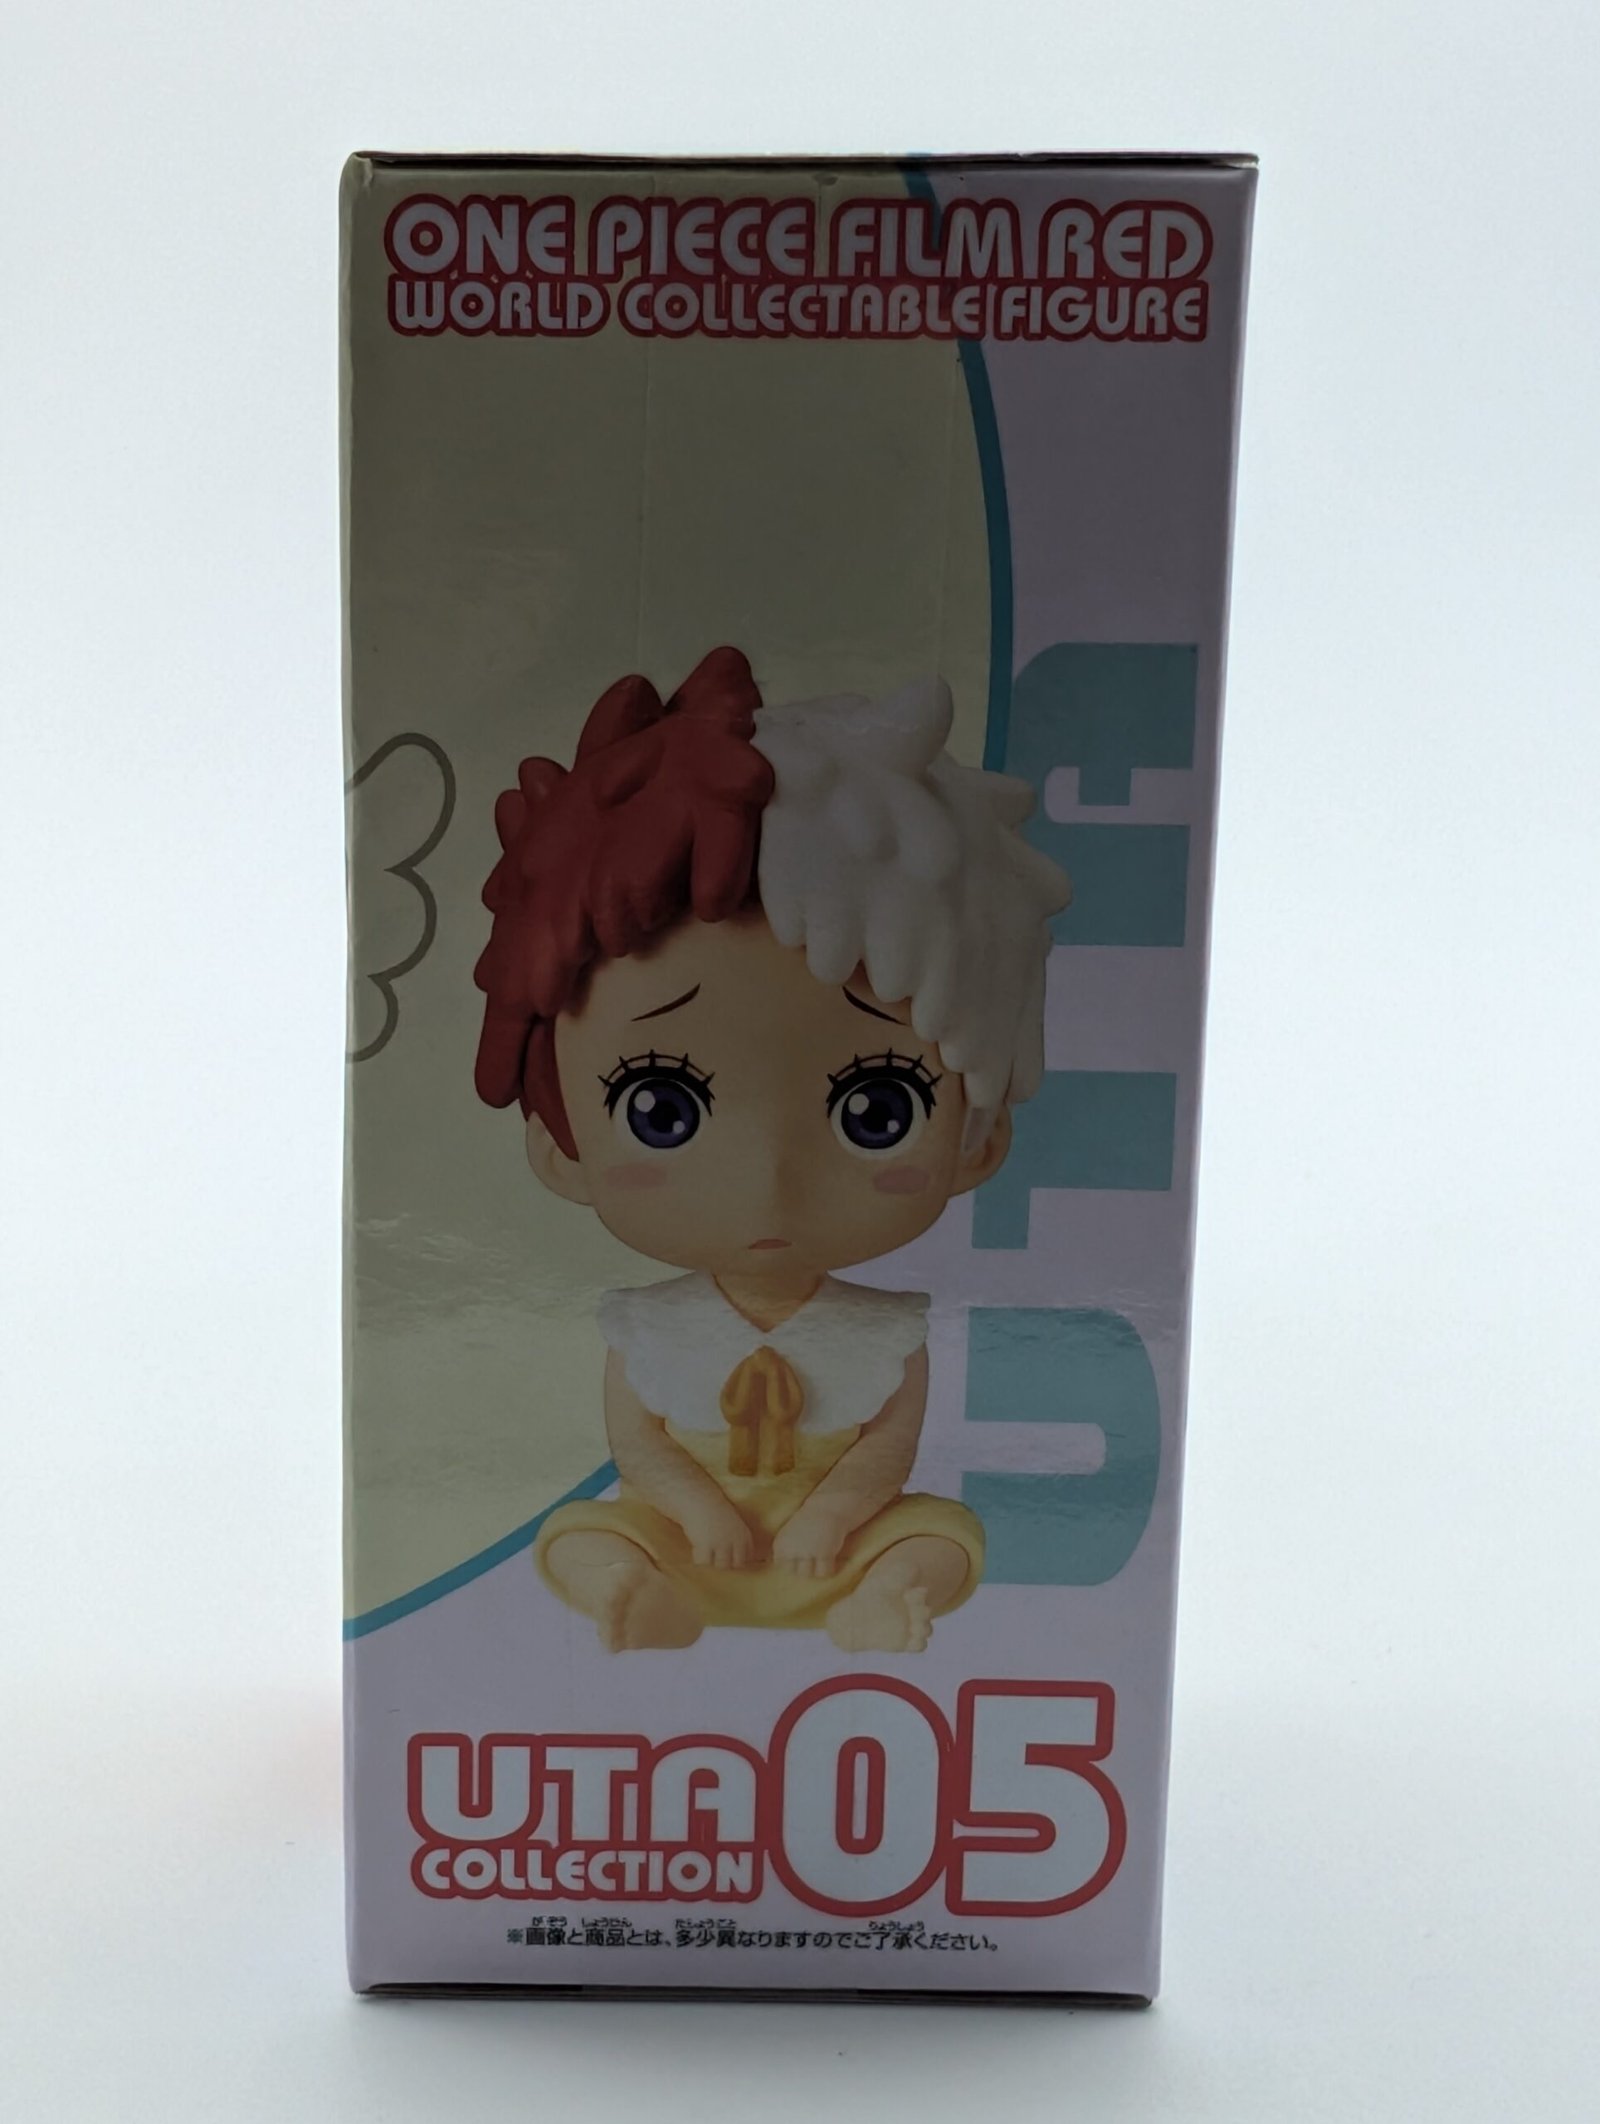 ONE PIECE FILM RED
WORLD COLLECTABLE FIGURE
UTA
UTA
COLLECTION
05
※画像と商品とは、多少異なりますのでご了承ください。